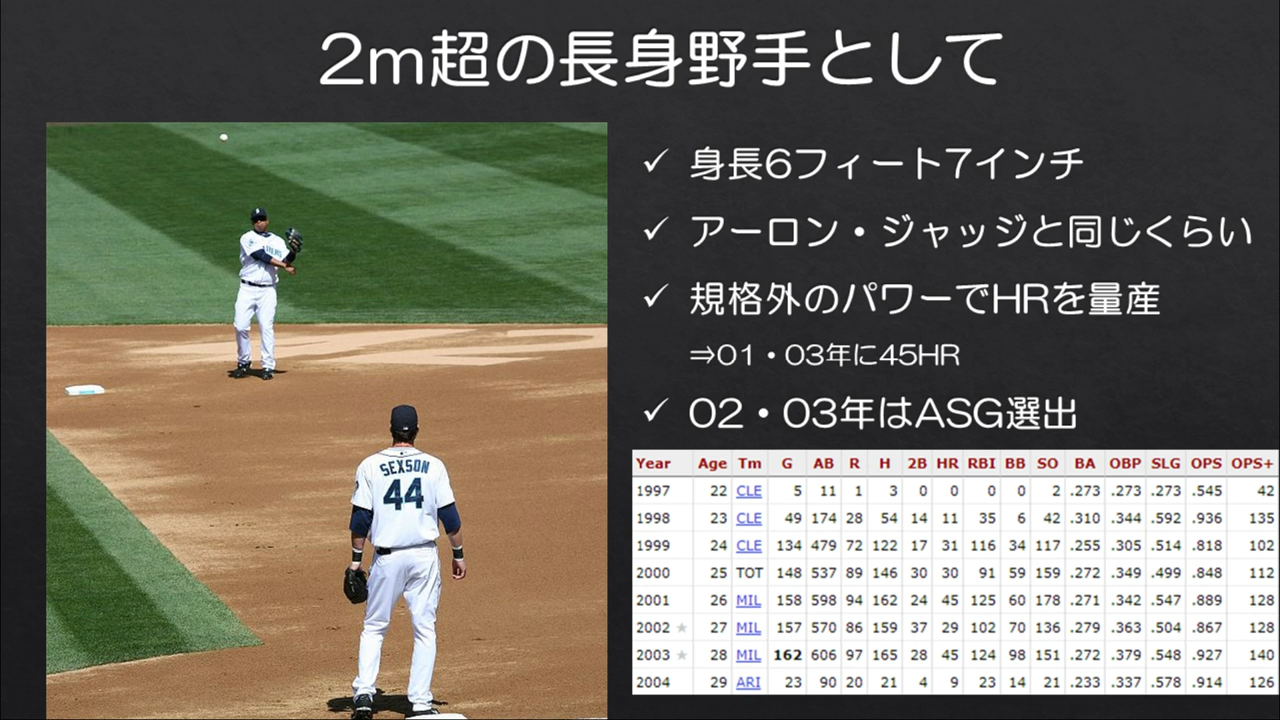 2m超の長身野手として
✓ 身長6フィート7インチ
✓ アーロン・ジャッジと同じくらい
✓ 規格外のパワーでHRを量産
⇒01・03年に45HR
✓ 02・03年はASG選出
SEXSON
44
Year Age Tm G AB R H 2B HR RBI BB SO BA OBP SLG OPS OPS+
1997 22 CLE 5 11 1 3 0 0 0 0 2 .273 .273 .273 .545 42
1998 23 CLE 49 174 28 54 14 11 35 6 42 .310 .344 .592 .936 135
1999 24 CLE 134 479 72 122 17 31 116 34 117 .255 .305 .514 .818 102
2000 25 TOT 148 537 89 146 30 30 91 59 159 .272 .349 .499 .848 112
2001 26 MIL 158 598 94 162 24 45 125 60 178 .271 .342 .547 .889 128
2002 ★ 27 MIL 157 570 86 159 37 29 102 70 136 .279 .363 .504 .867 128
2003 ★ 28 MIL 162 606 97 165 28 45 124 98 151 .272 .379 .548 .927 140
2004 29 ARI 23 90 20 21 4 9 23 14 21 .233 .337 .578 .914 126